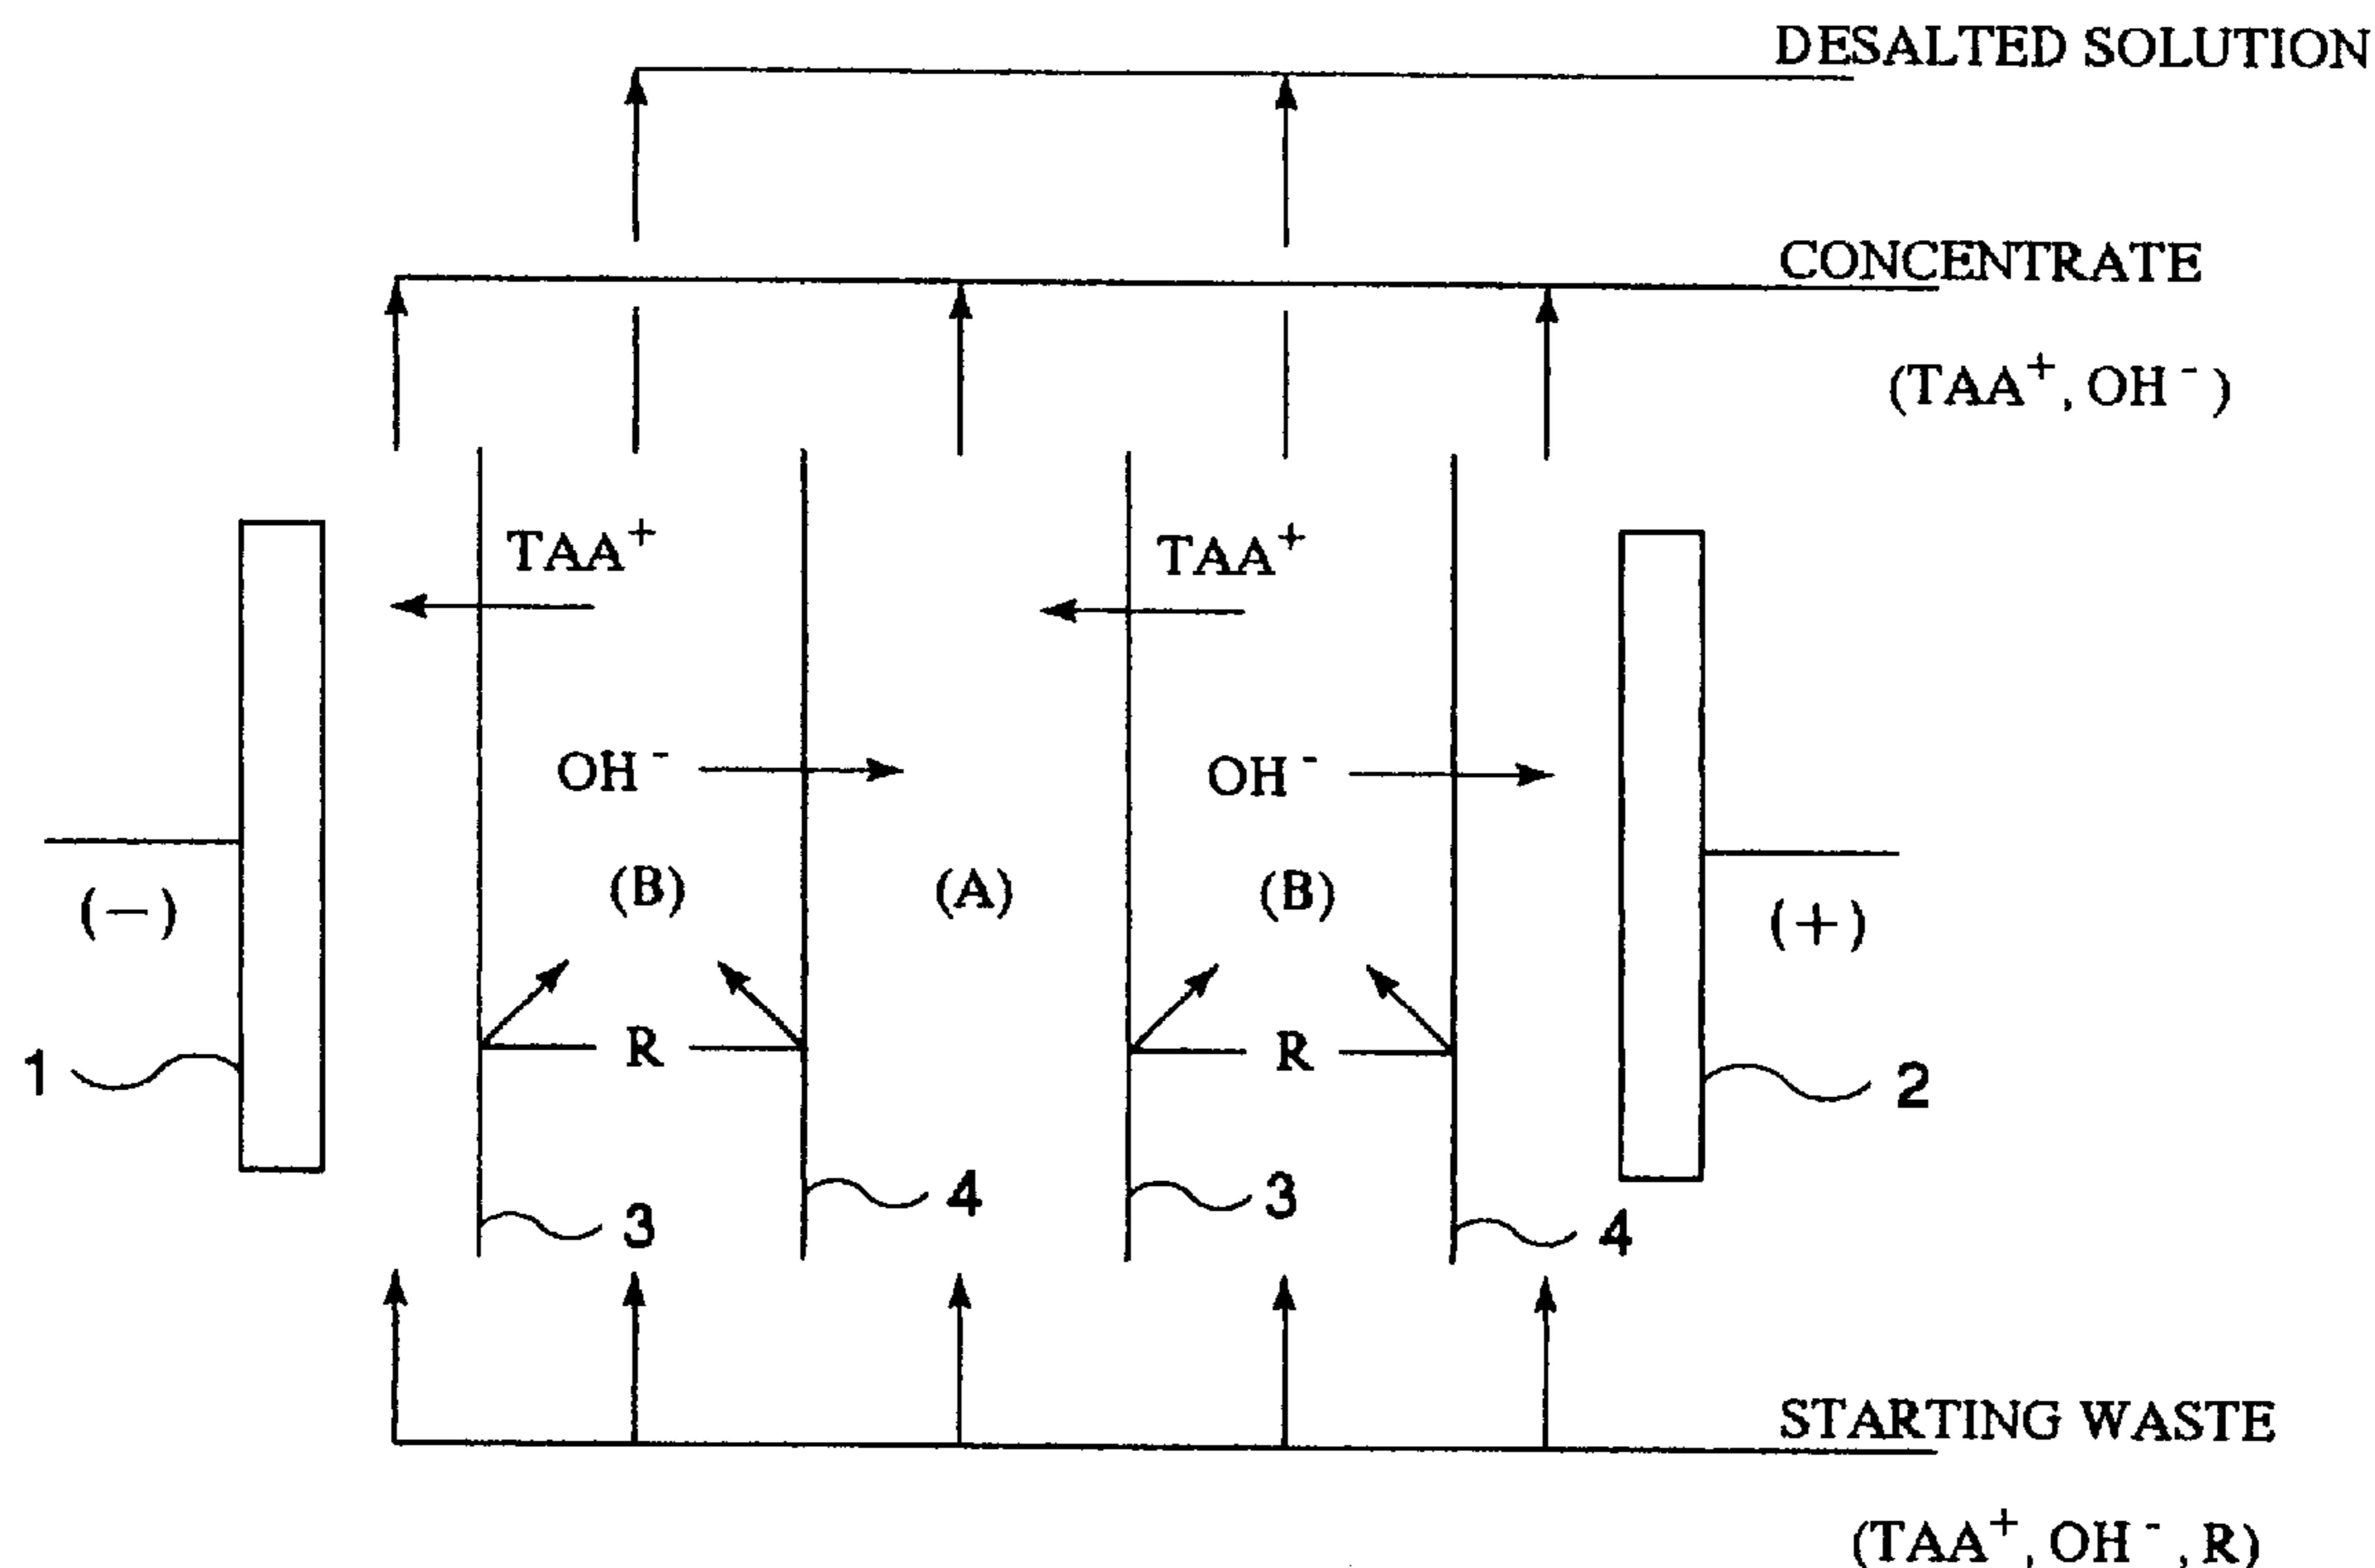 DESALTED SOLUTION
CONCENTRATE
(TAA⁺, OH⁻)
TAA⁺ TAA⁺
OH⁻ OH⁻
(B) (A) (B)
(−) (+)
R R
1 2
4 3
3 4
STARTING WASTE
(TAA⁺, OH⁻, R)